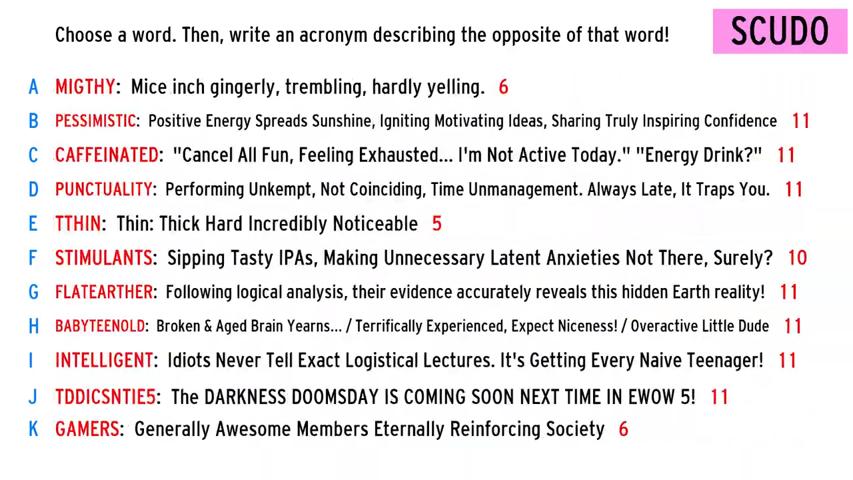 Choose a word. Then, write an acronym describing the opposite of that word!
SCUDO
A MIGTHY: Mice inch gingerly, trembling, hardly yelling. 6
B PESSIMISTIC: Positive Energy Spreads Sunshine, Igniting Motivating Ideas, Sharing Truly Inspiring Confidence 11
C CAFFEINATED: "Cancel All Fun, Feeling Exhausted... I'm Not Active Today." "Energy Drink?" 11
D PUNCTUALITY: Performing Unkempt, Not Coinciding, Time Unmanagement. Always Late, It Traps You. 11
E TTHIN: Thin: Thick Hard Incredibly Noticeable 5
F STIMULANTS: Sipping Tasty IPAs, Making Unnecessary Latent Anxieties Not There, Surely? 10
G FLATEARTHER: Following logical analysis, their evidence accurately reveals this hidden Earth reality! 11
H BABYTEENOLD: Broken & Aged Brain Yearns... / Terrifically Experienced, Expect Niceness! / Overactive Little Dude 11
I INTELLIGENT: Idiots Never Tell Exact Logistical Lectures. It's Getting Every Naive Teenager! 11
J TDDICSNTIE5: The DARKNESS DOOMSDAY IS COMING SOON NEXT TIME IN EWOW 5! 11
K GAMERS: Generally Awesome Members Eternally Reinforcing Society 6